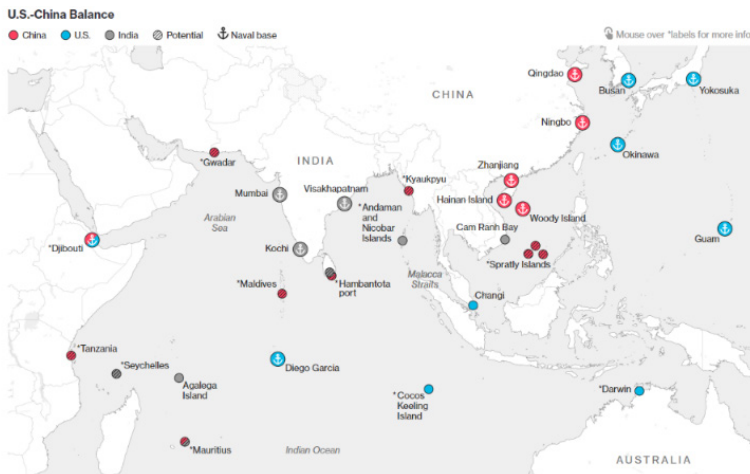 U.S.-China Balance
China
U.S.
India
Potential
Naval base
Mouse over *labels for more info
CHINA
Qingdao
Busan
Yokosuka
Ningbo
Okinawa
*Gwadar
INDIA
Zhanjiang
*Kyaukpyu
Mumbai
Visakhapatnam
Hainan Island
*Andaman
and
Nicobar
Islands
Woody Island
Arabian
Sea
Cam Ranh Bay
Guam
*Djibouti
Kochi
*Spratly Islands
Malacca
Straits
*Maldives
*Hambantota
port
Changi
*Tanzania
*Seychelles
Diego Garcia
Agalega
Island
*Cocos
Keeling
Island
*Darwin
*Mauritius
Indian Ocean
AUSTRALIA